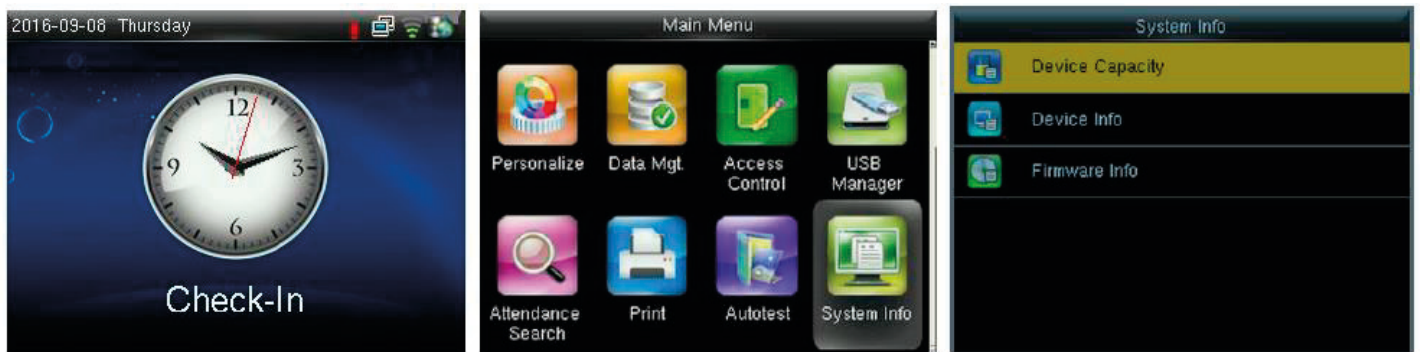 2016-09-08 Thursday
12
9
3
6
Check-In
Main Menu
Personalize
Data Mgt.
Access
Control
USB
Manager
Attendance
Search
Print
Autotest
System Info
System Info
Device Capacity
Device Info
Firmware Info